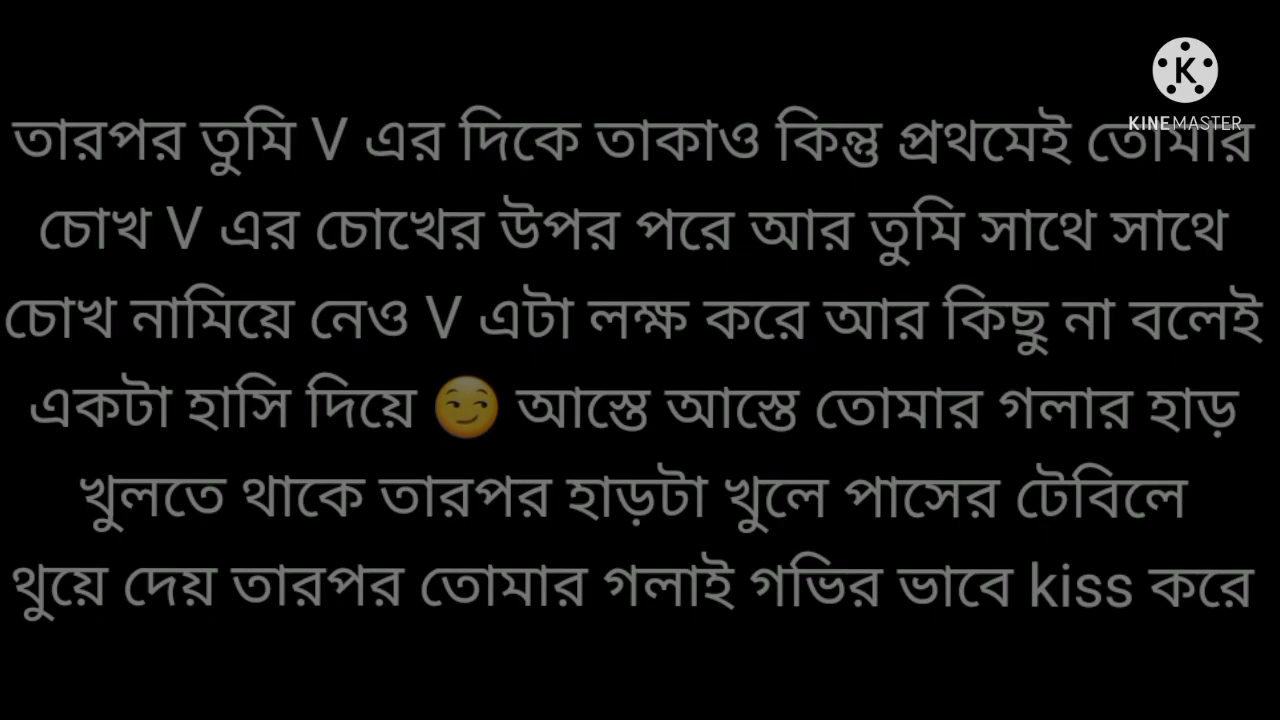 KINEMASTER
তারপর তুমি V এর দিকে তাকাও কিন্তু প্রথমেই তোমার
চোখ V এর চোখের উপর পরে আর তুমি সাথে সাথে
চোখ নামিয়ে নেও V এটা লক্ষ করে আর কিছু না বলেই
একটা হাসি দিয়ে 😏 আস্তে আস্তে তোমার গলার হাড়
খুলতে থাকে তারপর হাড়টা খুলে পাসের টেবিলে
থুয়ে দেয় তারপর তোমার গলাই গভির ভাবে kiss করে